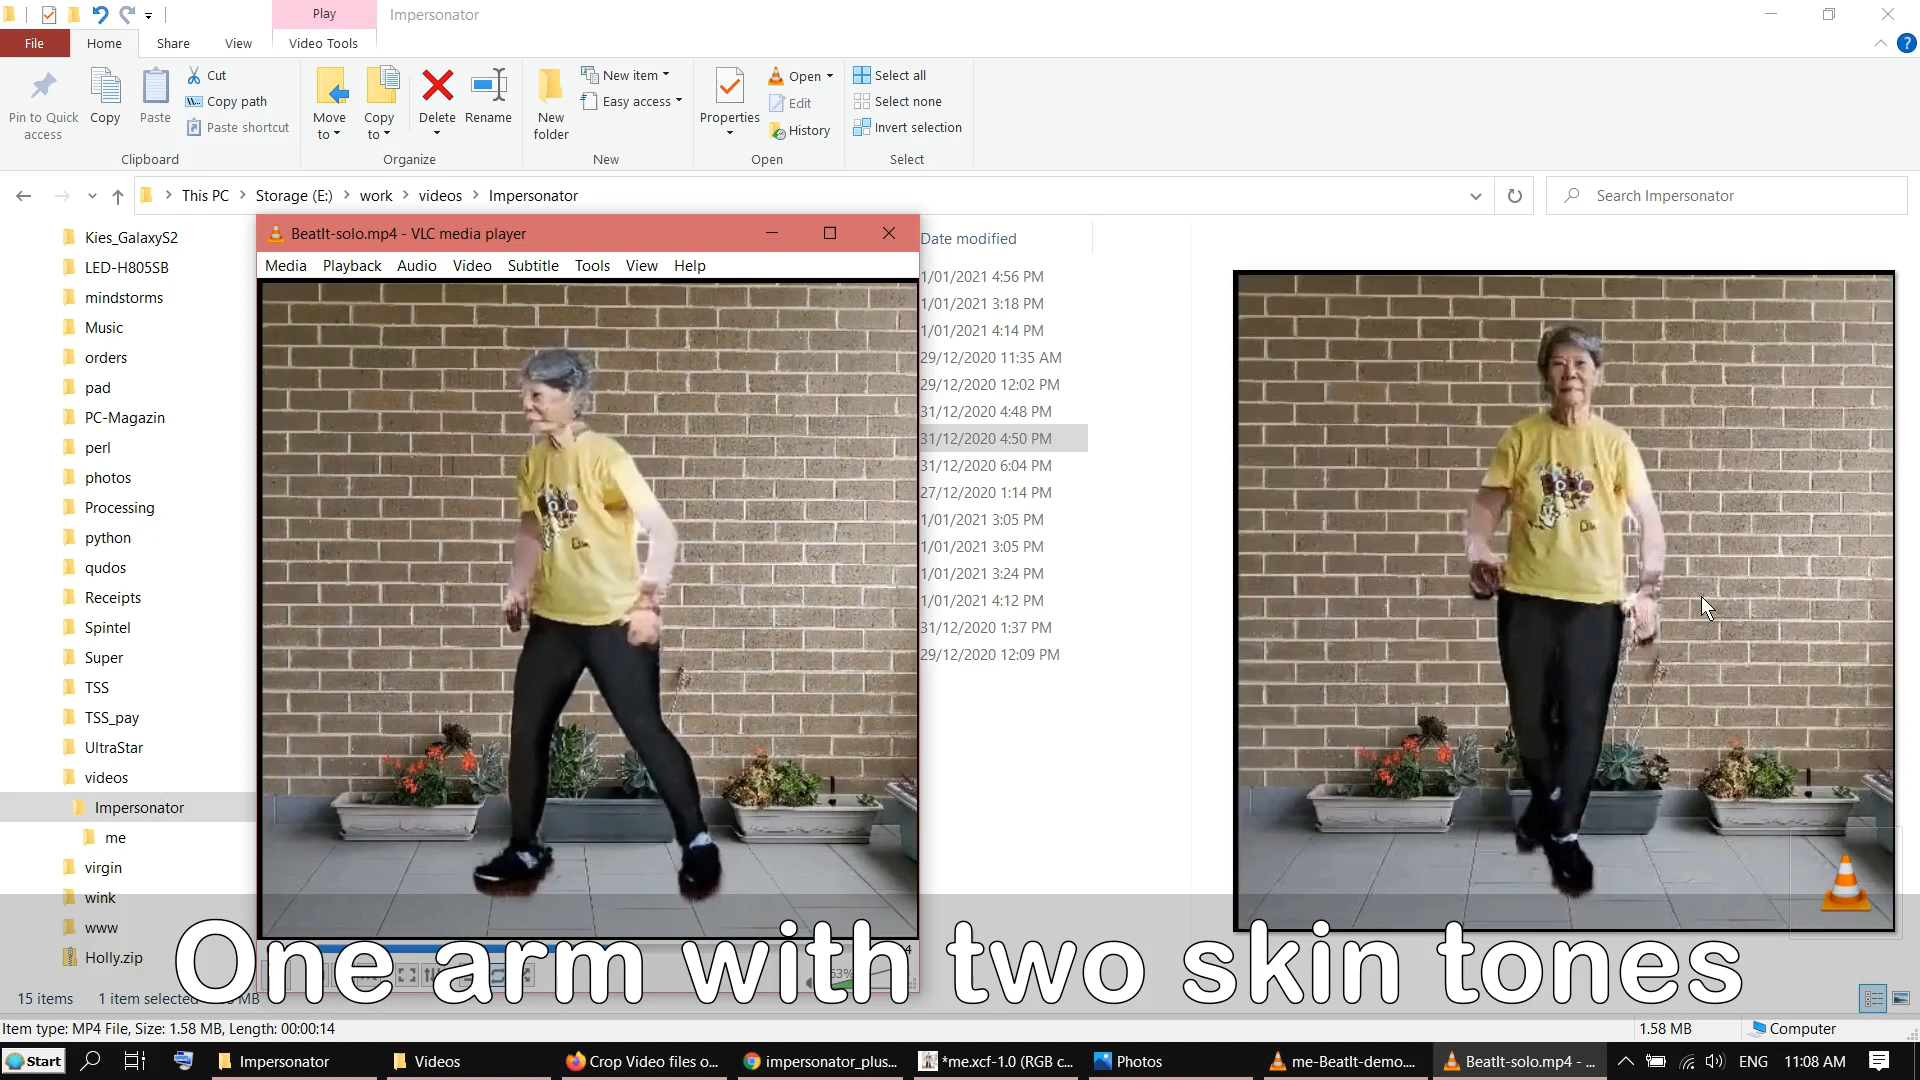 Play
Impersonator
File
Home
Share
View
Video Tools
Pin to Quick
access
Copy
Paste
Cut
Copy path
Paste shortcut
Clipboard
Move
to
Copy
to
Delete
Rename
Organize
New
folder
New item
Easy access
New
Properties
Open
Edit
History
Open
Select all
Select none
Invert selection
Select
This PC
Storage (E:)
work
videos
Impersonator
Search Impersonator
Kies_GalaxyS2
LED-H805SB
mindstorms
Music
orders
pad
PC-Magazin
perl
photos
Processing
python
qudos
Receipts
Spintel
Super
TSS
TSS_pay
UltraStar
videos
Impersonator
me
virgin
wink
www
Holly.zip
BeatIt-solo.mp4 - VLC media player
Media
Playback
Audio
Video
Subtitle
Tools
View
Help
Date modified
1/01/2021 4:56 PM
1/01/2021 3:18 PM
1/01/2021 4:14 PM
29/12/2020 11:35 AM
29/12/2020 12:02 PM
31/12/2020 4:48 PM
31/12/2020 4:50 PM
31/12/2020 6:04 PM
27/12/2020 1:14 PM
1/01/2021 3:05 PM
1/01/2021 3:05 PM
1/01/2021 3:24 PM
1/01/2021 4:12 PM
31/12/2020 1:37 PM
29/12/2020 12:09 PM
53%
One arm with two skin tones
15 items
1 item selected
MB
Item type: MP4 File, Size: 1.58 MB, Length: 00:00:14
1.58 MB
Computer
Start
Impersonator
Videos
Crop Video files o...
impersonator_plus...
*me.xcf-1.0 (RGB c...
Photos
me-BeatIt-demo....
BeatIt-solo.mp4 - ...
ENG
11:08 AM